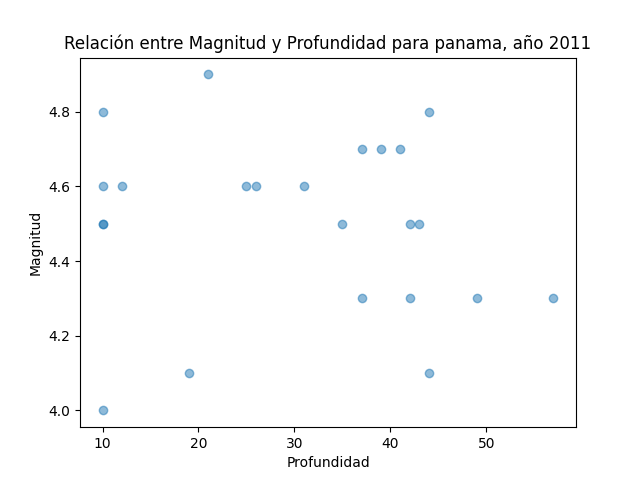 Relación entre Magnitud y Profundidad para panama, año 2011
4.8
4.6
4.4
4.2
4.0
Magnitud
10 20 30 40 50
Profundidad